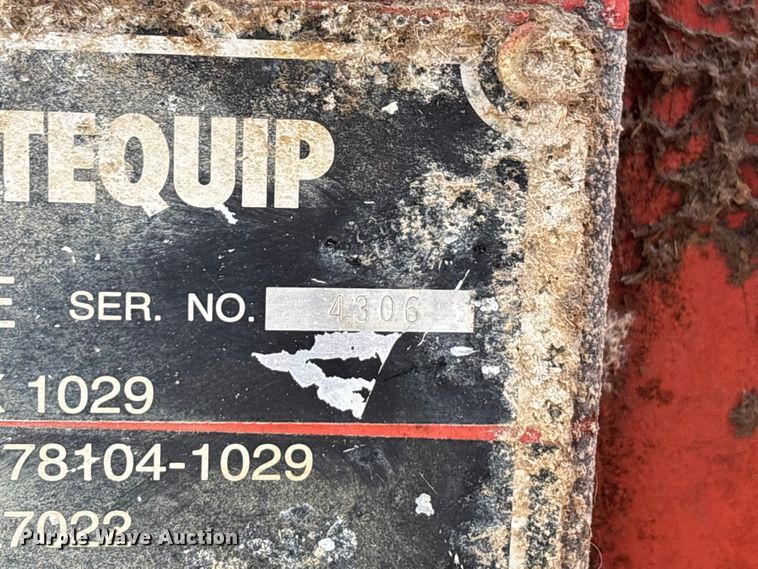 TEQUIP
E SER. NO. 4306
X 1029
78104-1029
7022
Purple Wave Auction